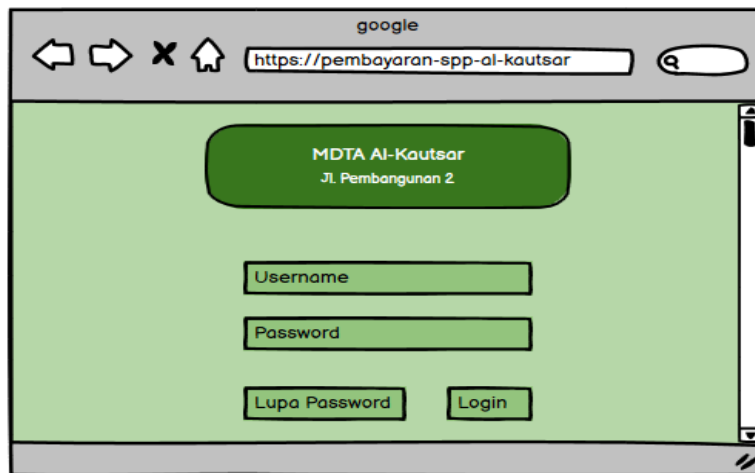 google
https://pembayaran-spp-al-kautsar
MDTA Al-Kautsar
Jl. Pembangunan 2
Username
Password
Lupa Password
Login